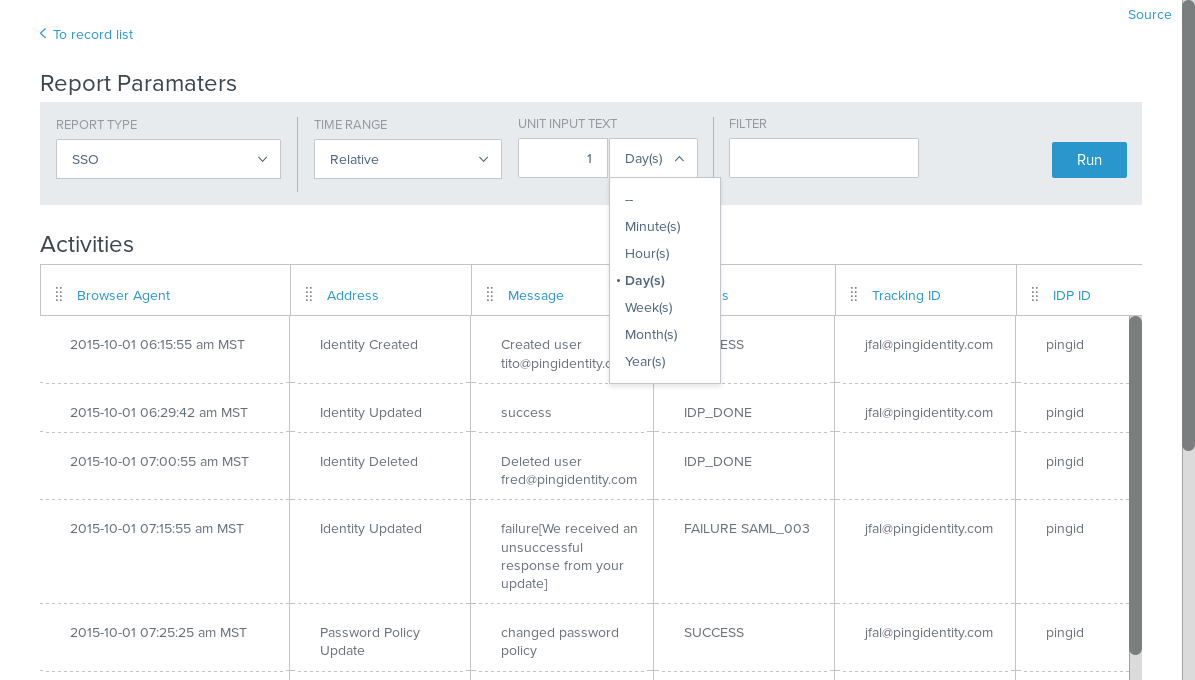 Source
To record list
Report Paramaters
REPORT TYPE
TIME RANGE
UNIT INPUT TEXT
FILTER
SSO
Relative
1
Day(s)
Run
--
Minute(s)
Hour(s)
• Day(s)
Week(s)
Month(s)
Year(s)
Activities
Browser Agent
Address
Message
s
Tracking ID
IDP ID
2015-10-01 06:15:55 am MST
Identity Created
Created user
tito@pingidentity.c
ESS
jfal@pingidentity.com
pingid
2015-10-01 06:29:42 am MST
Identity Updated
success
IDP_DONE
jfal@pingidentity.com
pingid
2015-10-01 07:00:55 am MST
Identity Deleted
Deleted user
fred@pingidentity.com
IDP_DONE
pingid
2015-10-01 07:15:55 am MST
Identity Updated
failure[We received an
unsuccessful
response from your
update]
FAILURE SAML_003
jfal@pingidentity.com
pingid
2015-10-01 07:25:25 am MST
Password Policy
Update
changed password
policy
SUCCESS
jfal@pingidentity.com
pingid